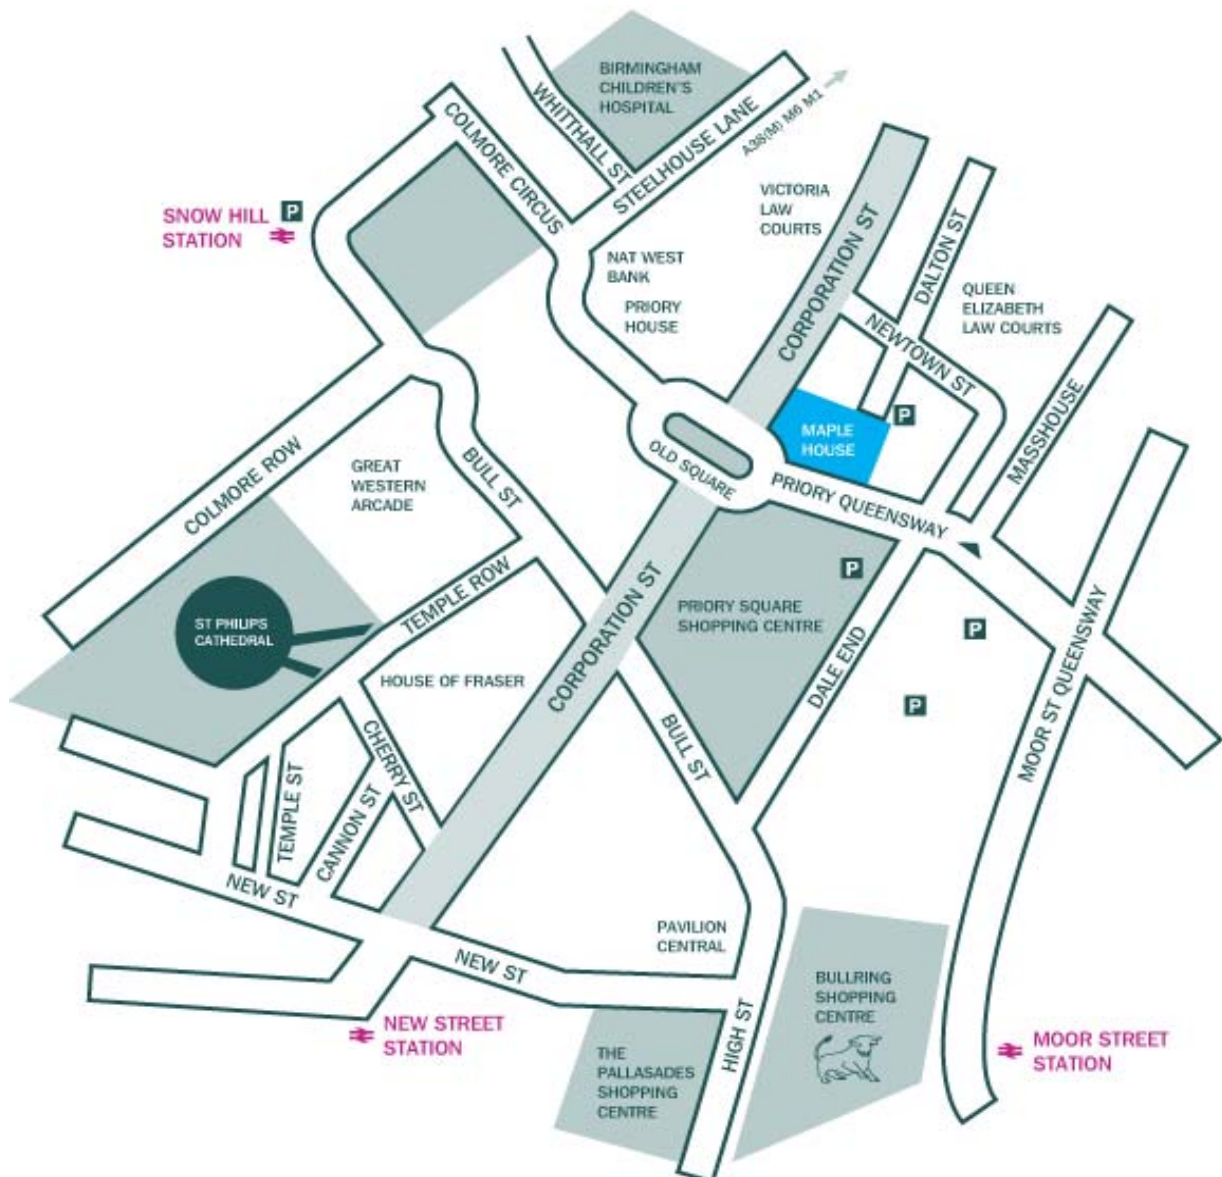 BIRMINGHAM
CHILDREN'S
HOSPITAL
WHITTHALL ST
STEELHOUSE LANE
A38(M) M6 M1
COLMORE CIRCUS
SNOW HILL
STATION
P
VICTORIA
LAW
COURTS
CORPORATION ST
DALTON ST
NAT WEST
BANK
PRIORY
HOUSE
QUEEN
ELIZABETH
LAW COURTS
NEWTOWN ST
MASSHOUSE
P
MAPLE
HOUSE
OLD SQUARE
PRIORY QUEENSWAY
COLMORE ROW
GREAT
WESTERN
ARCADE
BULL ST
TEMPLE ROW
ST PHILIPS
CATHEDRAL
CORPORATION ST
P
PRIORY SQUARE
SHOPPING CENTRE
DALE END
P
P
MOOR ST QUEENSWAY
HOUSE OF FRASER
BULL ST
CHERRY ST
TEMPLE ST
CANNON ST
NEW ST
NEW ST
PAVILION
CENTRAL
HIGH ST
BULLRING
SHOPPING
CENTRE
NEW STREET
STATION
THE
PALLASADES
SHOPPING
CENTRE
MOOR STREET
STATION